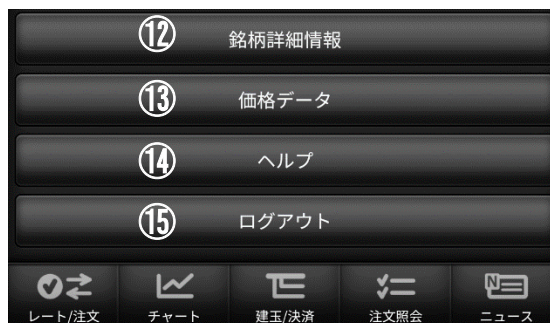 ⑫ 銘柄詳細情報
⑬ 価格データ
⑭ ヘルプ
⑮ ログアウト
レート/注文 チャート 建玉/決済 注文照会 N ニュース